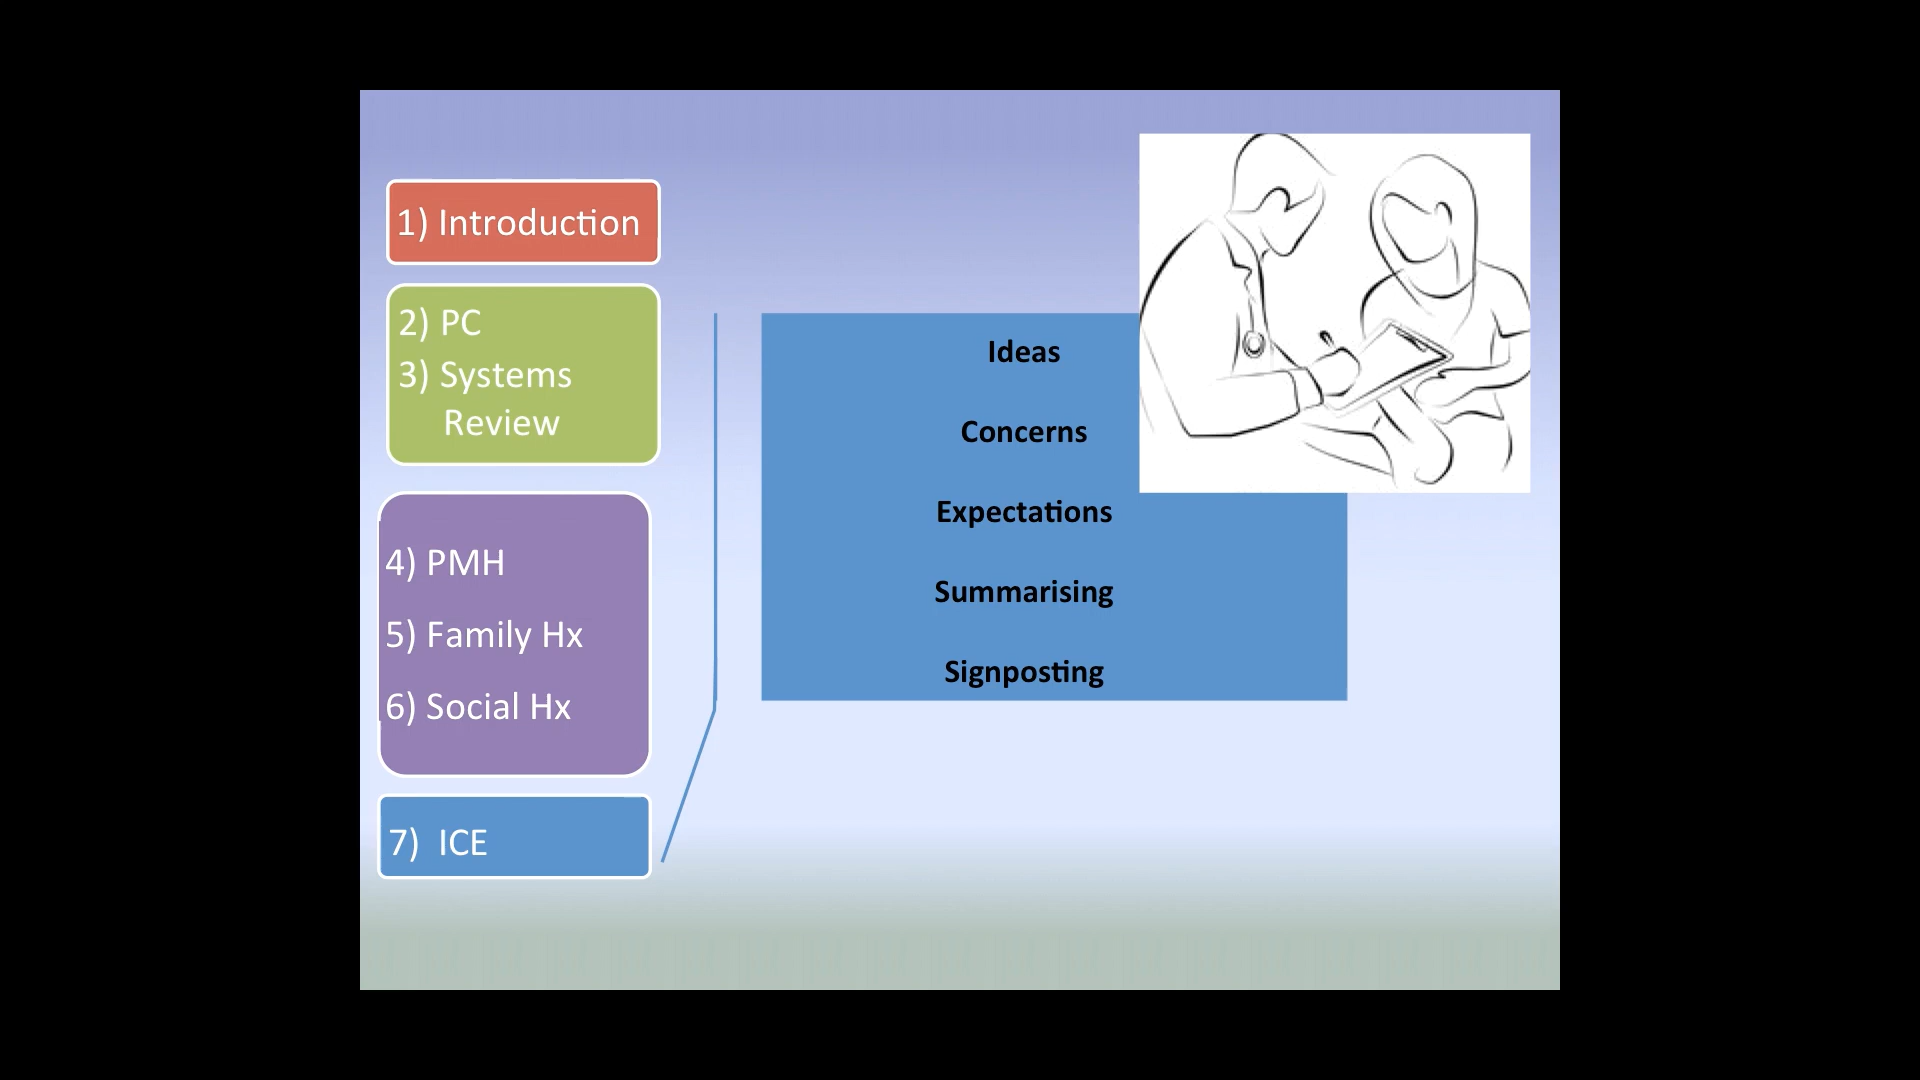 1) Introduction
2) PC
3) Systems
Review
4) PMH
5) Family Hx
6) Social Hx
7) ICE
Ideas
Concerns
Expectations
Summarising
Signposting